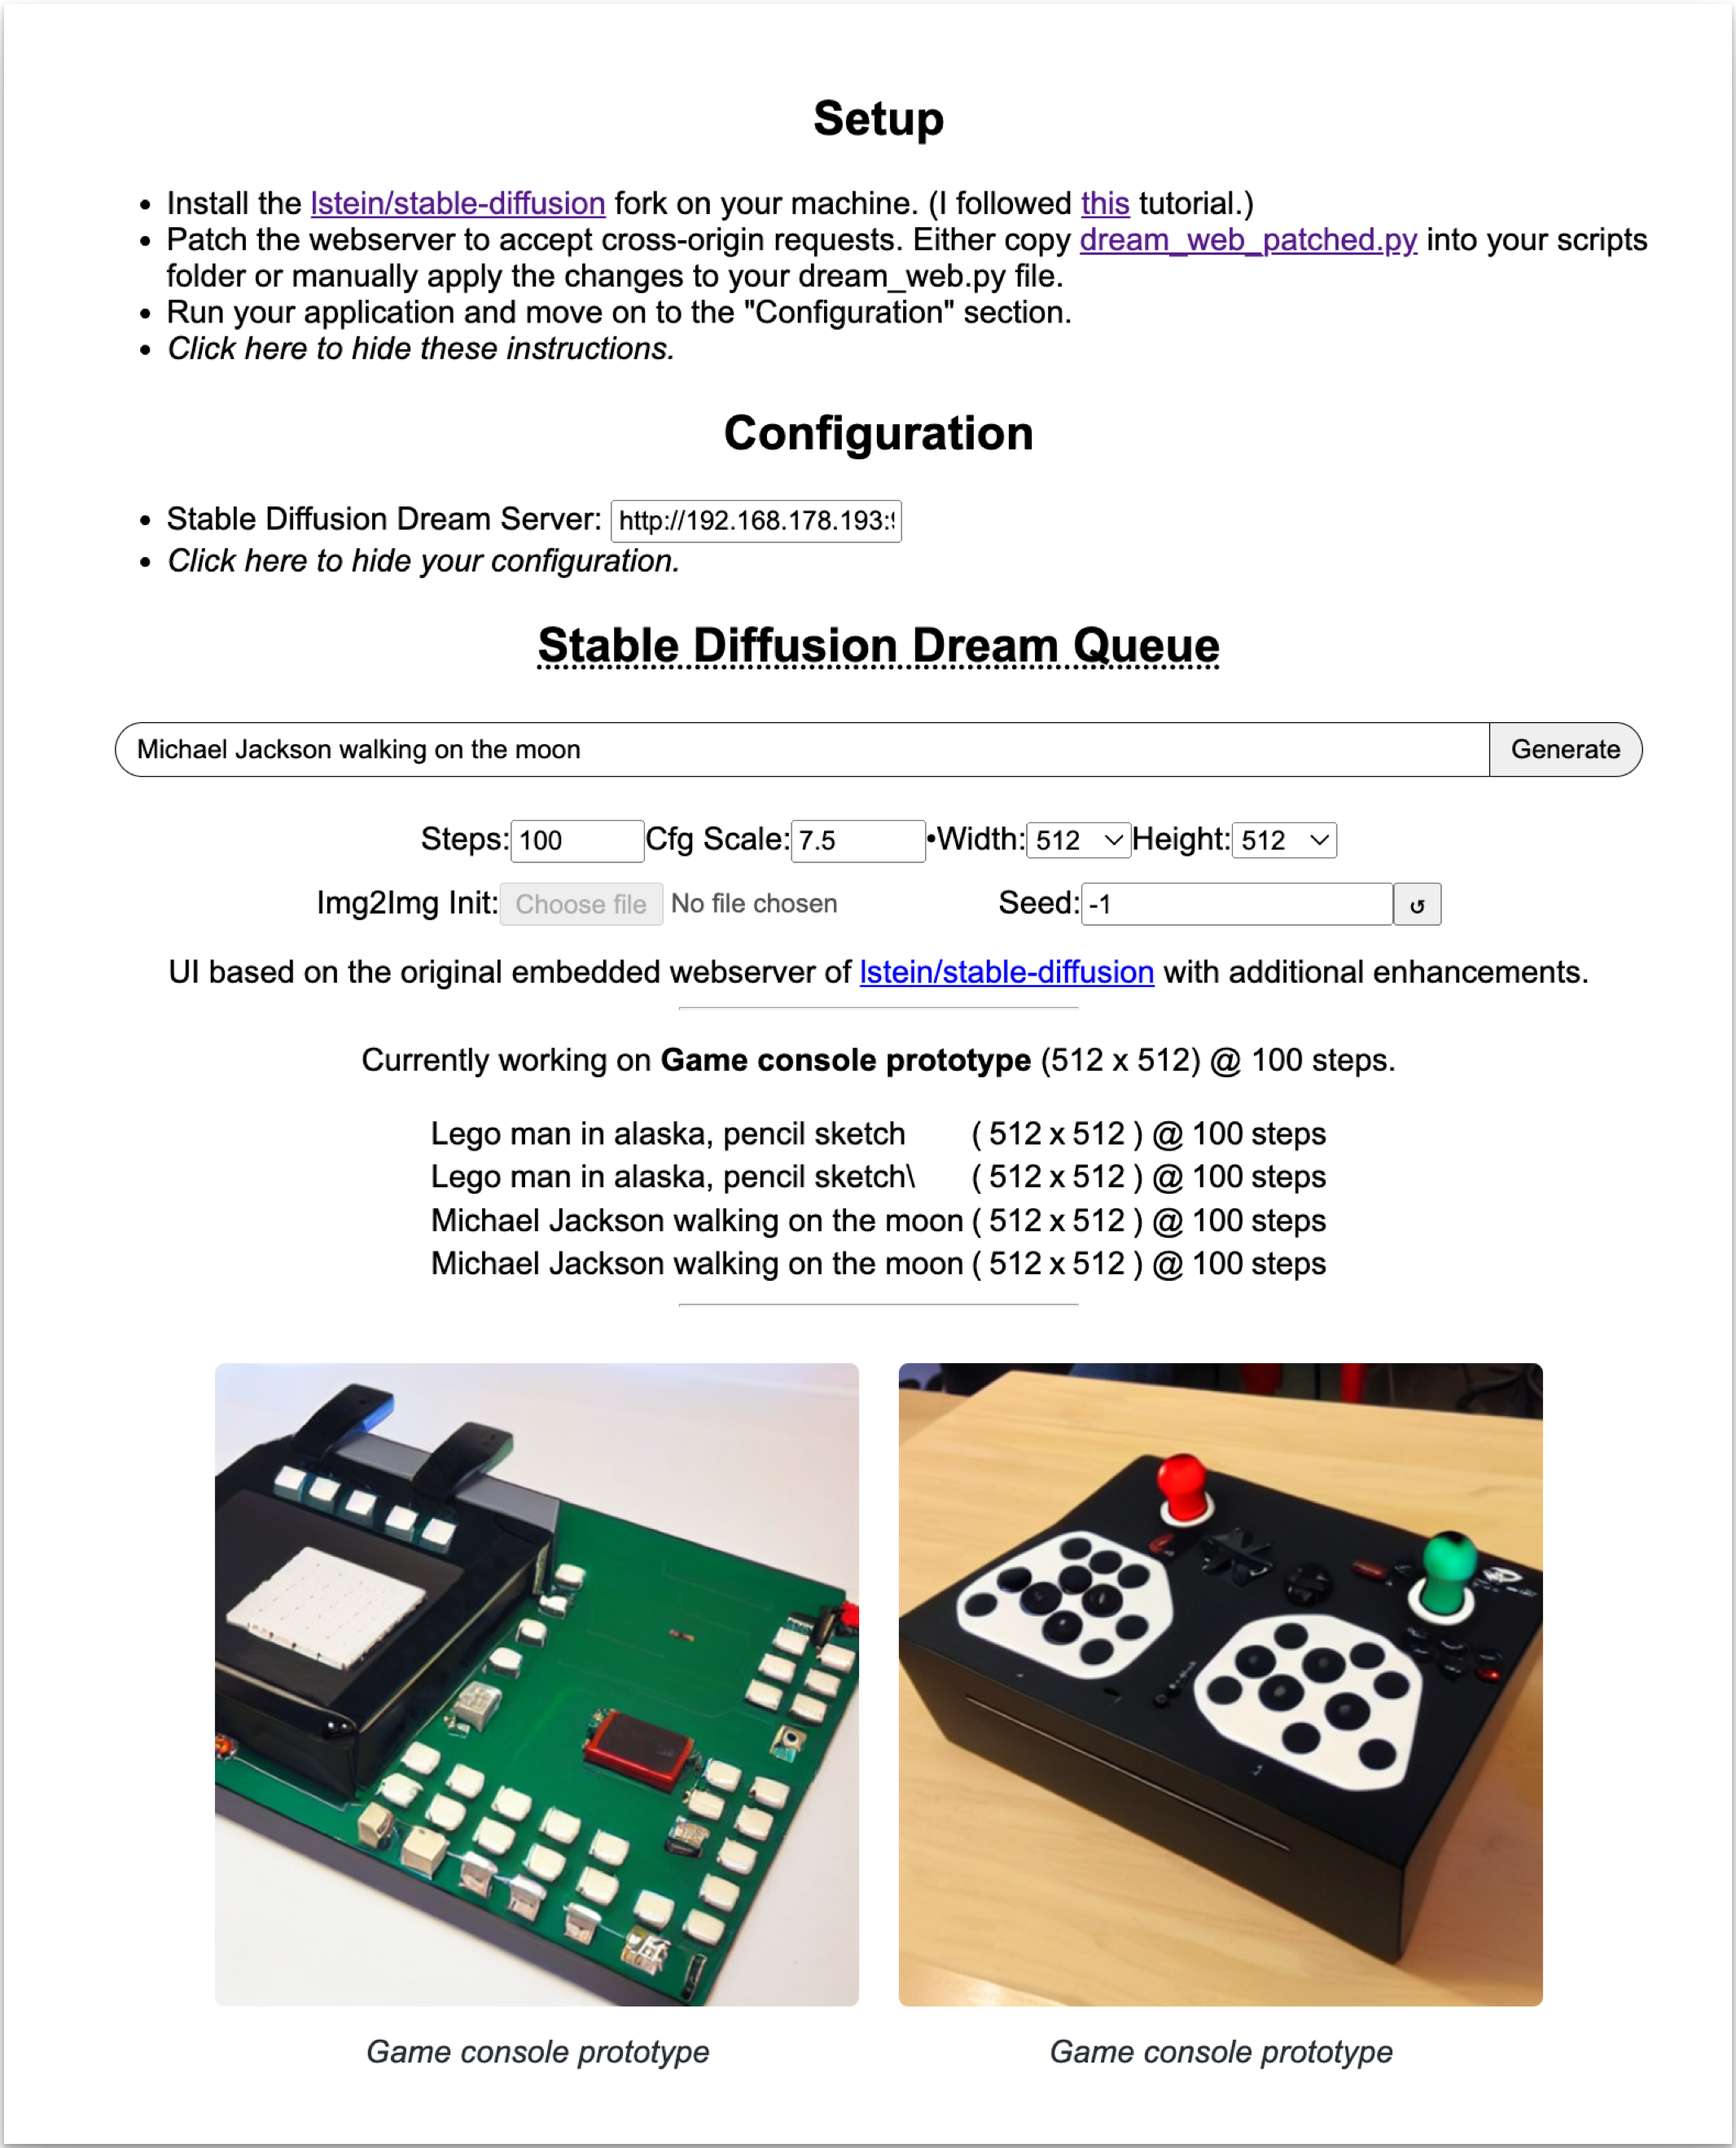 Setup
Install the lstein/stable-diffusion fork on your machine. (I followed this tutorial.)
Patch the webserver to accept cross-origin requests. Either copy dream_web_patched.py into your scripts
folder or manually apply the changes to your dream_web.py file.
Run your application and move on to the "Configuration" section.
Click here to hide these instructions.
Configuration
Stable Diffusion Dream Server: http://192.168.178.193:
Click here to hide your configuration.
Stable Diffusion Dream Queue
Michael Jackson walking on the moon Generate
Steps: 100 Cfg Scale: 7.5 •Width: 512 Height: 512
Img2Img Init: Choose file No file chosen Seed: -1 ↺
UI based on the original embedded webserver of lstein/stable-diffusion with additional enhancements.
Currently working on Game console prototype (512 x 512) @ 100 steps.
Lego man in alaska, pencil sketch ( 512 x 512 ) @ 100 steps
Lego man in alaska, pencil sketch\ ( 512 x 512 ) @ 100 steps
Michael Jackson walking on the moon ( 512 x 512 ) @ 100 steps
Michael Jackson walking on the moon ( 512 x 512 ) @ 100 steps
Game console prototype Game console prototype